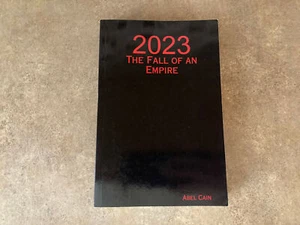 2023
The Fall of an
Empire
Abel Cain